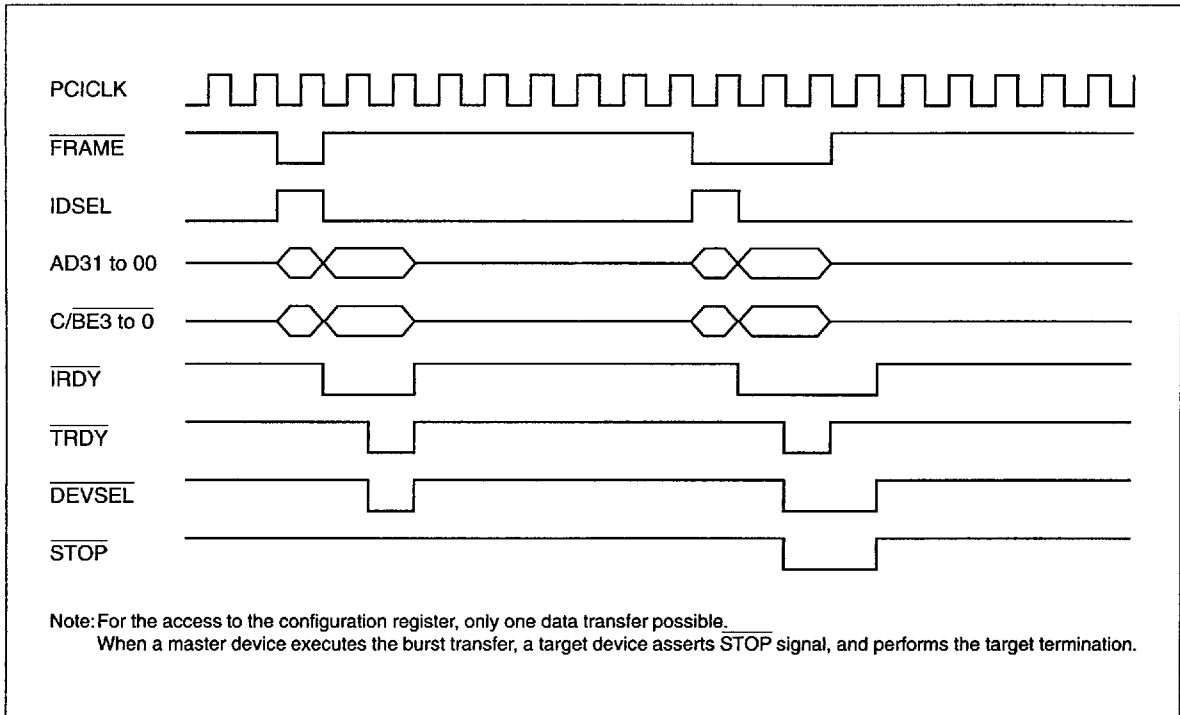 PCICLK
FRAME
IDSEL
AD31 to 00
C/BE3 to 0
IRDY
TRDY
DEVSEL
STOP
Note: For the access to the configuration register, only one data transfer possible.
When a master device executes the burst transfer, a target device asserts STOP signal, and performs the target termination.